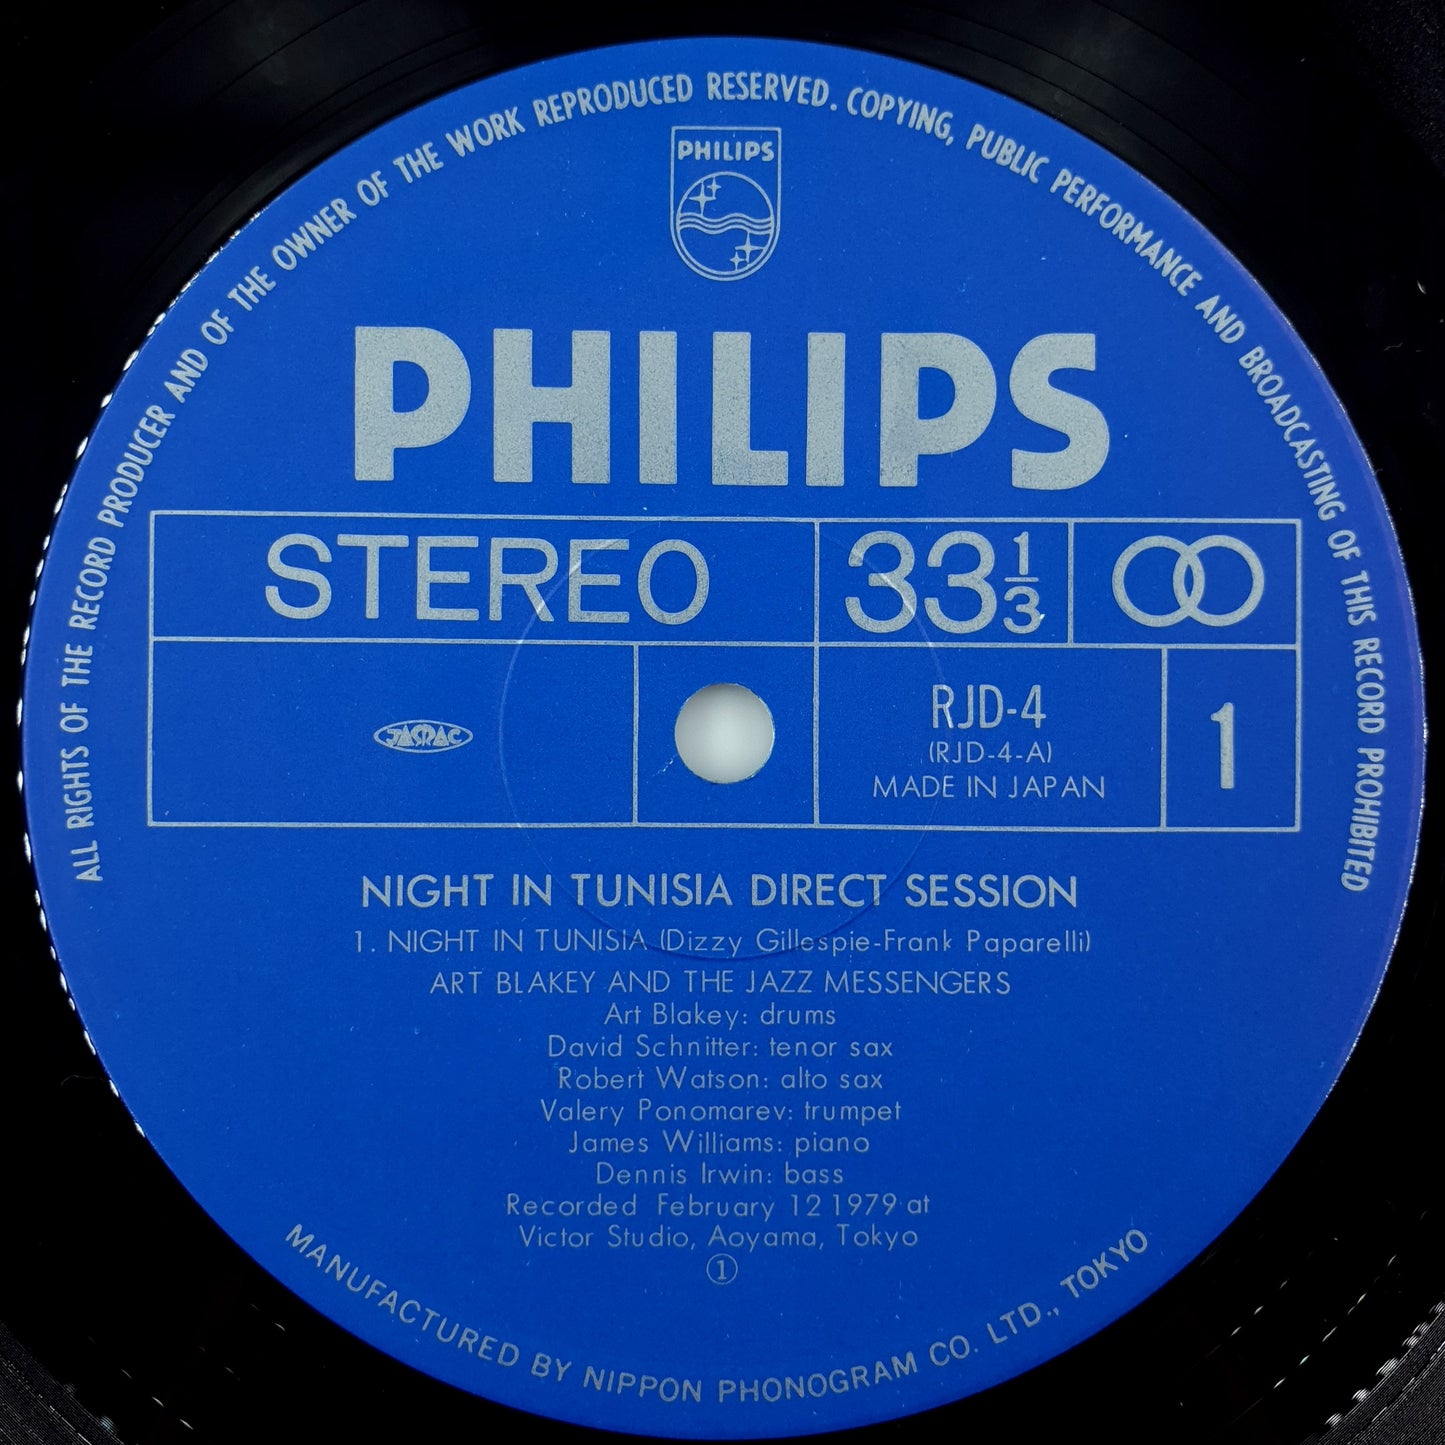 ALL RIGHTS OF THE RECORD PRODUCER AND OF THE OWNER OF THE WORK REPRODUCED RESERVED. COPYING, PUBLIC PERFORMANCE AND BROADCASTING OF THIS RECORD PROHIBITED
PHILIPS
PHILIPS
STEREO 33 1/3
JASRAC
RJD-4
(RJD-4-A)
MADE IN JAPAN
1
NIGHT IN TUNISIA DIRECT SESSION
1. NIGHT IN TUNISIA (Dizzy Gillespie-Frank Paparelli)
ART BLAKEY AND THE JAZZ MESSENGERS
Art Blakey: drums
David Schnitter: tenor sax
Robert Watson: alto sax
Valery Ponomarev: trumpet
James Williams: piano
Dennis Irwin: bass
Recorded February 12 1979 at
Victor Studio, Aoyama, Tokyo
①
MANUFACTURED BY NIPPON PHONOGRAM CO. LTD., TOKYO